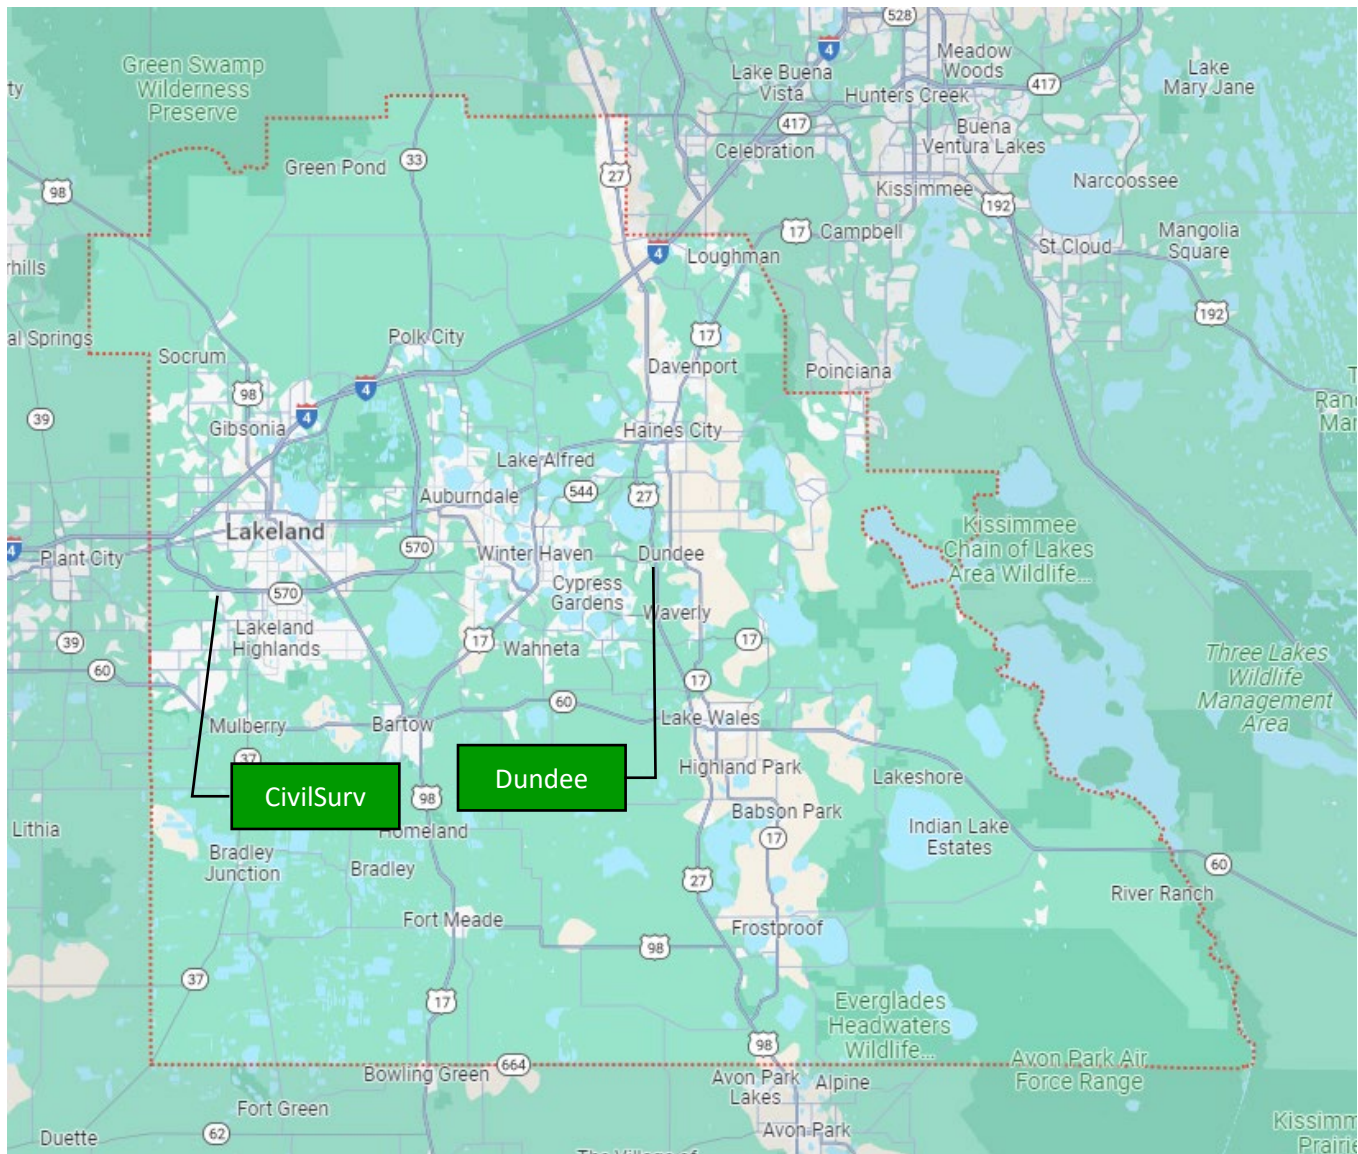 528
4
Meadow
Woods
Lake
Mary Jane
Green Swamp
Wilderness
Preserve
Lake Buena
Vista
417
Hunters Creek
ty
417
Buena
Ventura Lakes
Celebration
33
Green Pond
27
98
Kissimmee
Narcoossee
192
17
Campbell
Mangolia
Square
St Cloud
4
Loughman
rhills
192
17
al Springs
Polk City
Socrum
Davenport
Poinciana
4
98
4
39
Gibsonia
Haines City
Lake Alfred
544
27
Auburndale
Lakeland
Kissimmee
Chain of Lakes
Area Wildlife...
4
Plant City
570
Winter Haven
Dundee
Cypress
Gardens
570
Waverly
Lakeland
Highlands
39
17
Wahneta
17
60
Three Lakes
Wildlife
Management
Area
17
60
Mulberry
Bartow
Lake Wales
37
CivilSurv
Dundee
Highland Park
Lakeshore
98
Babson Park
Lithia
Homeland
17
Indian Lake
Estates
Bradley
Junction
Bradley
27
60
River Ranch
Fort Meade
Frostproof
98
37
17
Everglades
Headwaters
Wildlife...
98
Avon Park Air
Force Range
664
Bowling Green
Avon Park
Lakes
Alpine
Fort Green
62
Duette
Avon Park
Kissimm
Prairie
The Village of